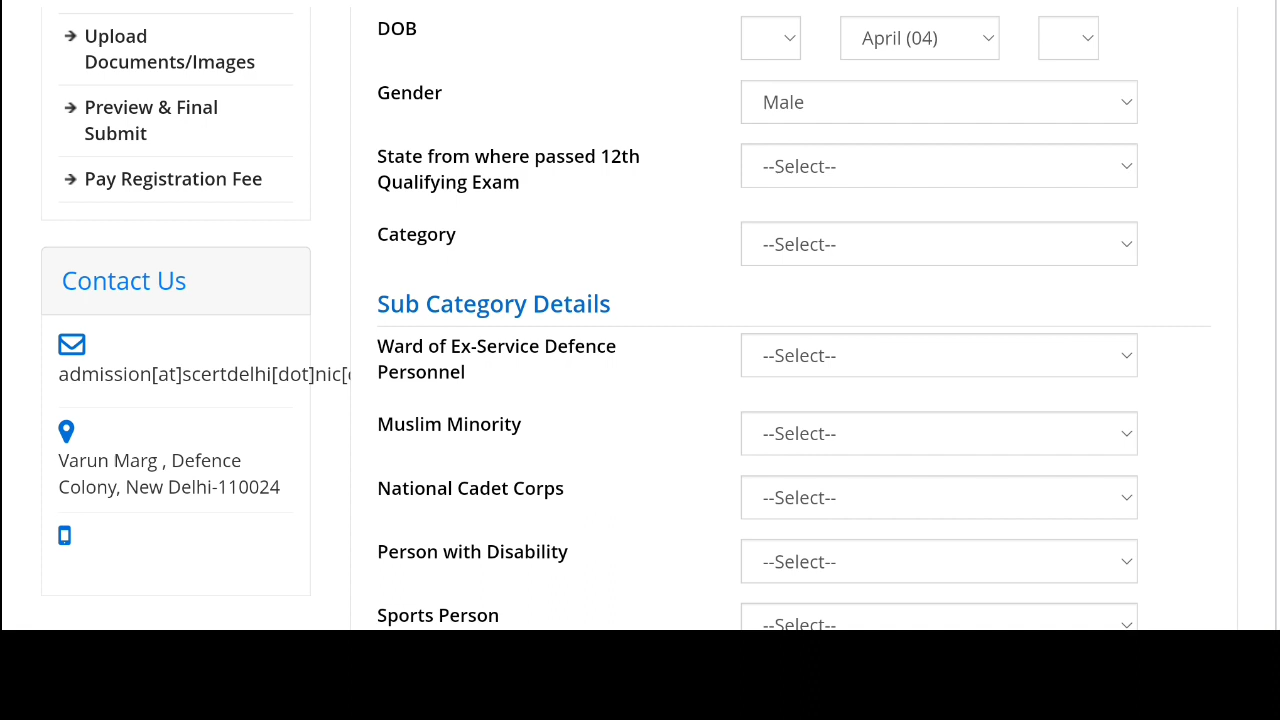 Upload
Documents/Images
Preview & Final
Submit
Pay Registration Fee
Contact Us
admission[at]scertdelhi[dot]nic[
Varun Marg , Defence
Colony, New Delhi-110024
DOB
April (04)
Gender
Male
State from where passed 12th
Qualifying Exam
--Select--
Category
--Select--
Sub Category Details
Ward of Ex-Service Defence
Personnel
--Select--
Muslim Minority
--Select--
National Cadet Corps
--Select--
Person with Disability
--Select--
Sports Person
--Select--